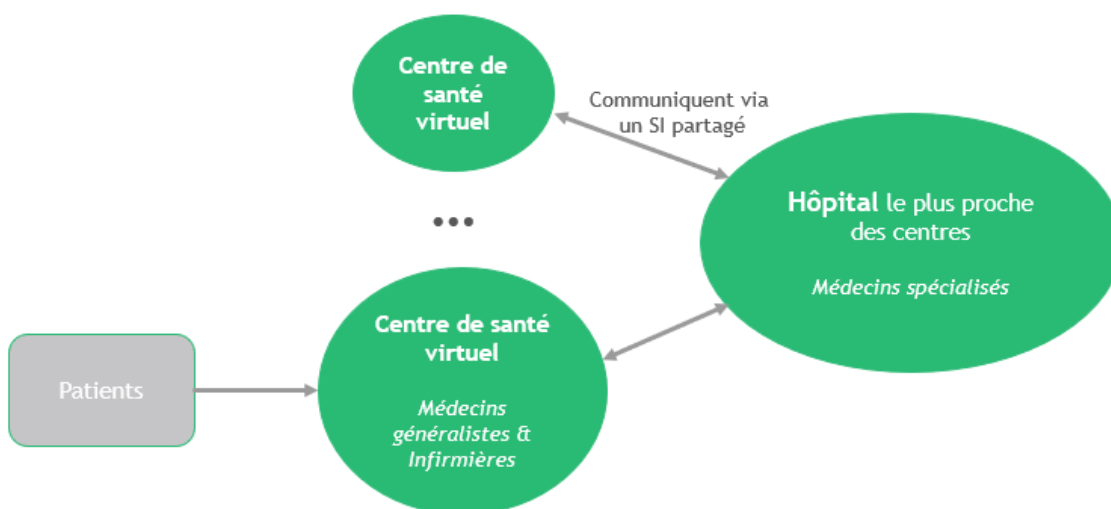 Centre de
santé
virtuel
Communiquent via
un SI partagé
Hôpital le plus proche
des centres
Médecins spécialisés
•••
Centre de santé
virtuel
Médecins
généralistes &
Infirmières
Patients